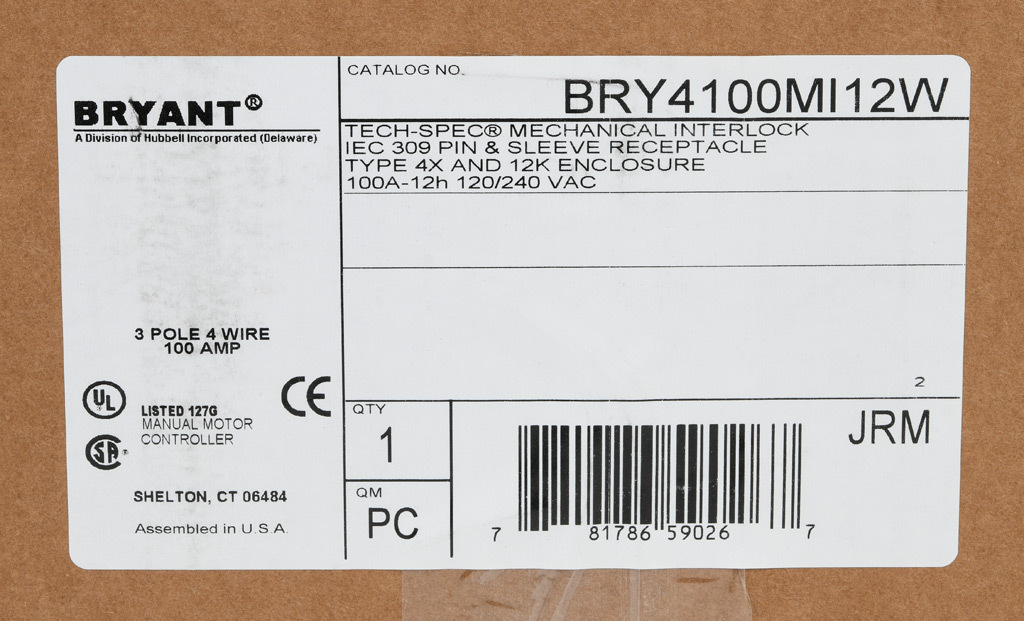 BRYANT®
A Division of Hubbell Incorporated (Delaware)
3 POLE 4 WIRE
100 AMP
UL
LISTED 127G
MANUAL MOTOR
CONTROLLER
CE
SA®
SHELTON, CT 06484
Assembled in U.S.A.
CATALOG NO.
BRY4100MI12W
TECH-SPEC® MECHANICAL INTERLOCK
IEC 309 PIN & SLEEVE RECEPTACLE
TYPE 4X AND 12K ENCLOSURE
100A-12h 120/240 VAC
2
QTY
1
QM
PC
JRM
7 81786 59026 7